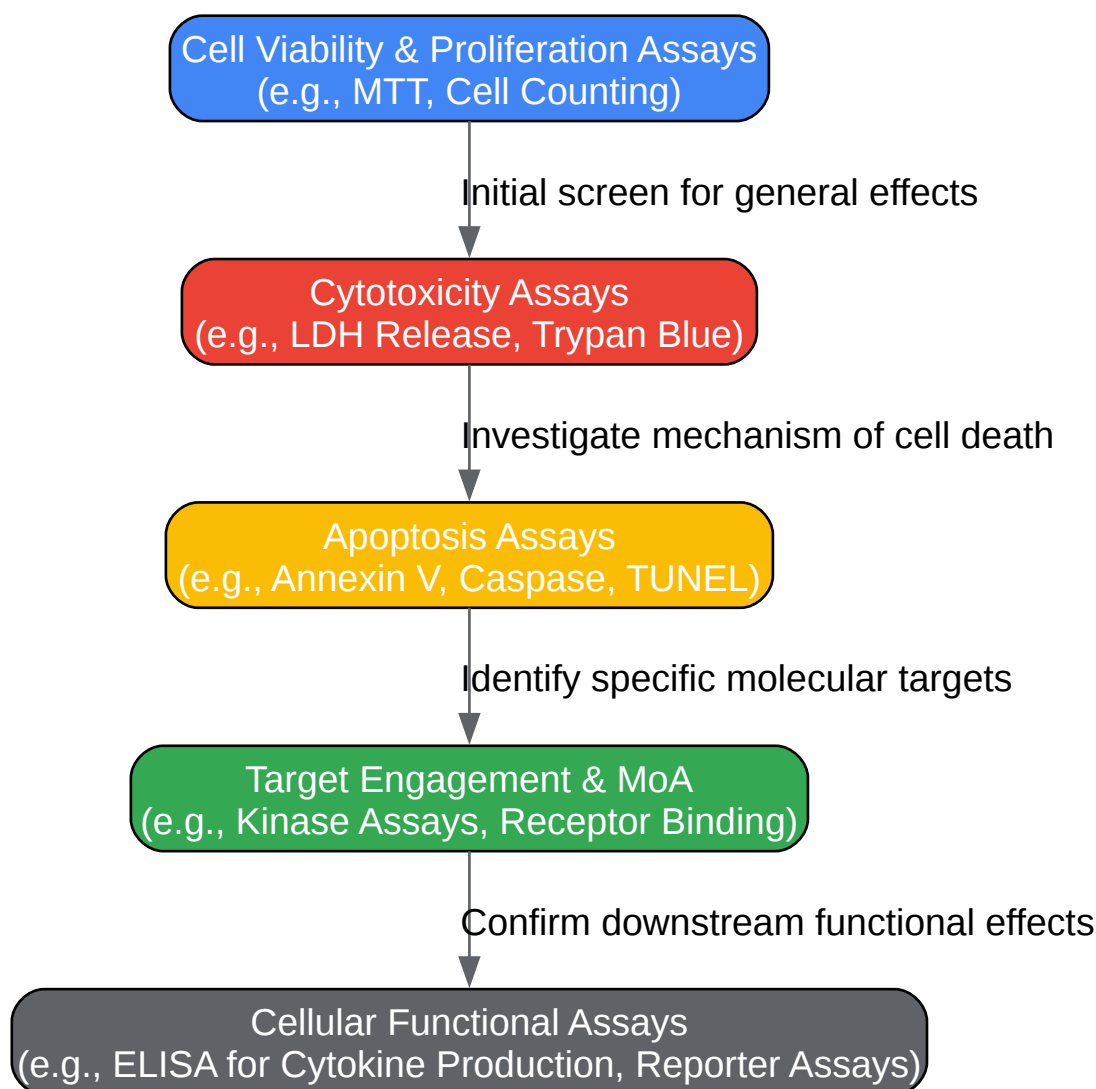 Cell Viability & Proliferation Assays
(e.g., MTT, Cell Counting)
Initial screen for general effects
Cytotoxicity Assays
(e.g., LDH Release, Trypan Blue)
Investigate mechanism of cell death
Apoptosis Assays
(e.g., Annexin V, Caspase, TUNEL)
Identify specific molecular targets
Target Engagement & MoA
(e.g., Kinase Assays, Receptor Binding)
Confirm downstream functional effects
Cellular Functional Assays
(e.g., ELISA for Cytokine Production, Reporter Assays)